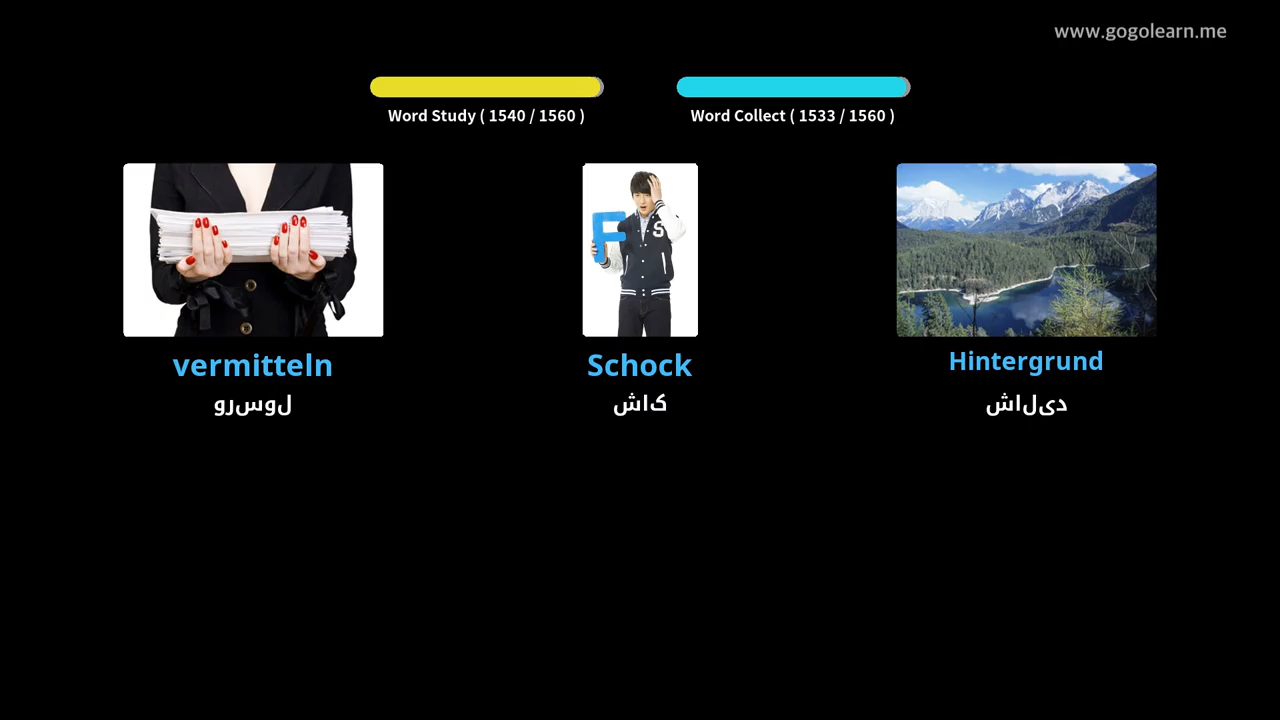 www.gogolearn.me
Word Study ( 1540 / 1560 )
Word Collect ( 1533 / 1560 )
vermitteln
لوسرو
Schock
کاش
Hintergrund
دیلاش